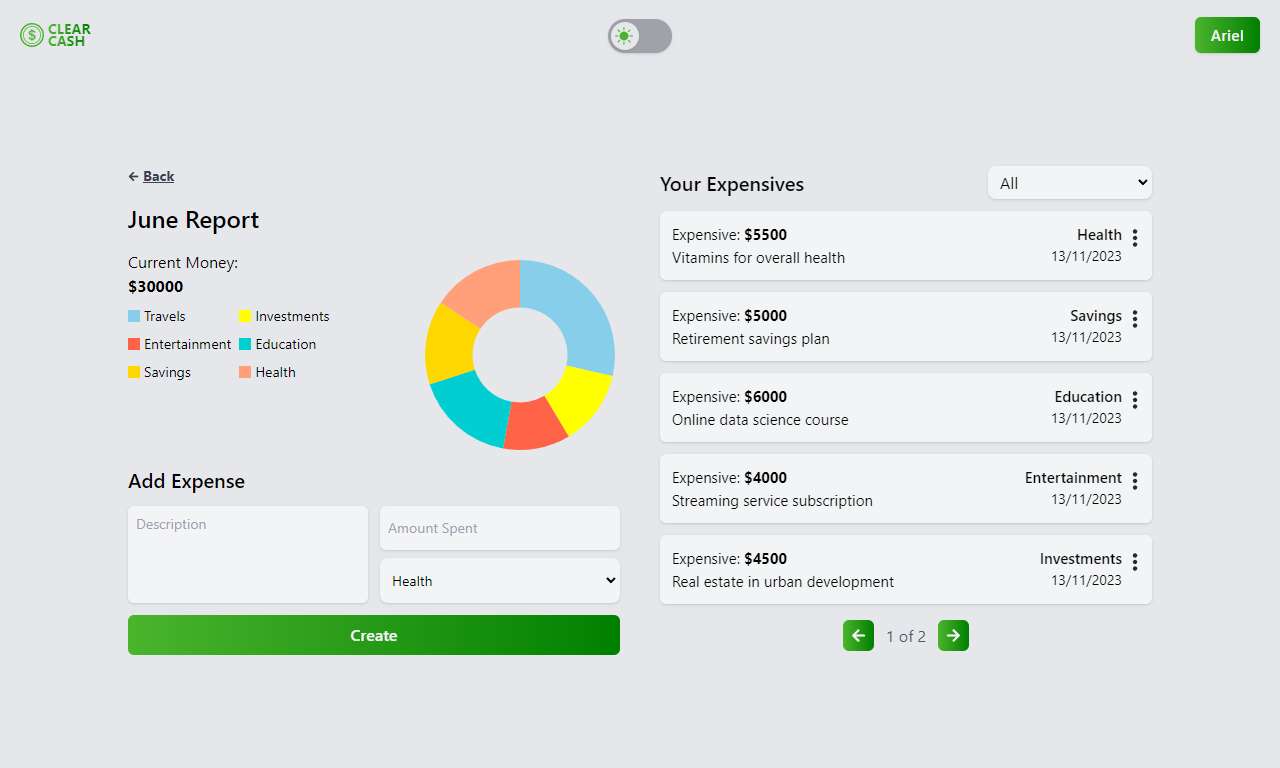 CLEAR
CASH
Ariel
Back
June Report
Current Money:
$30000
Travels
Investments
Entertainment
Education
Savings
Health
Add Expense
Description
Amount Spent
Health
Create
Your Expensives
All
Expensive: $5500
Health
Vitamins for overall health
13/11/2023
Expensive: $5000
Savings
Retirement savings plan
13/11/2023
Expensive: $6000
Education
Online data science course
13/11/2023
Expensive: $4000
Entertainment
Streaming service subscription
13/11/2023
Expensive: $4500
Investments
Real estate in urban development
13/11/2023
1 of 2